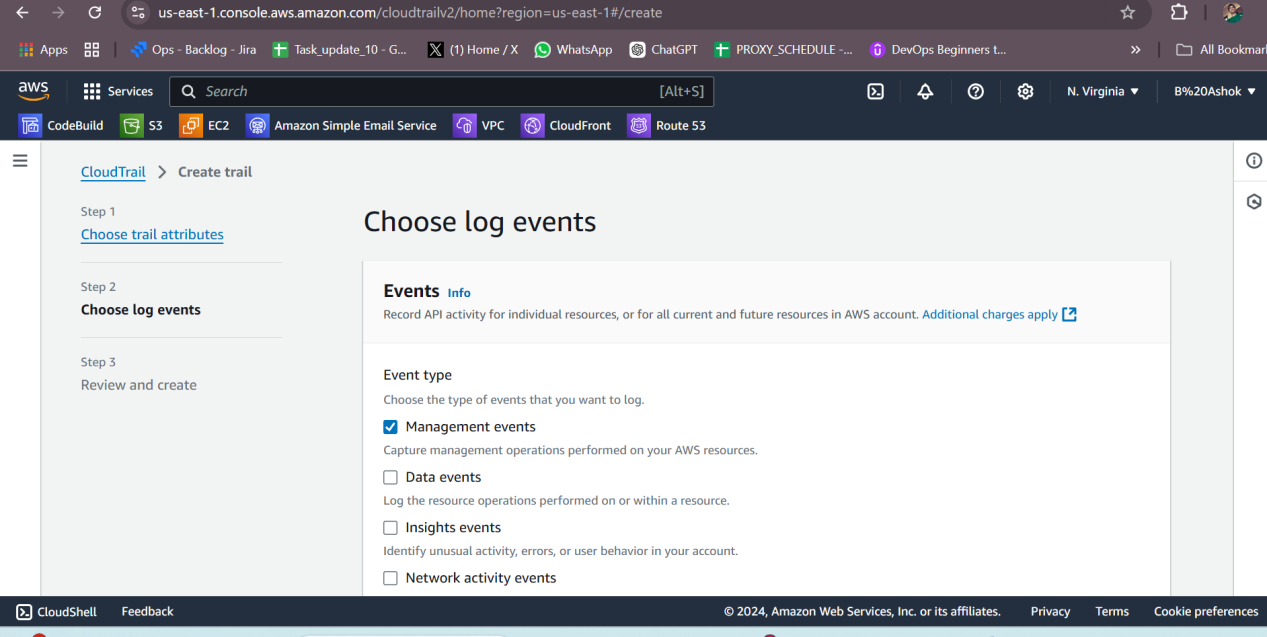 us-east-1.console.aws.amazon.com/cloudtrailv2/home?region=us-east-1#/create
Apps Ops - Backlog - Jira Task_update_10 - G... (1) Home / X WhatsApp ChatGPT PROXY_SCHEDULE -... DevOps Beginners t... » All Bookmar
aws Services Search [Alt+S] N. Virginia B%20Ashok
CodeBuild S3 EC2 Amazon Simple Email Service VPC CloudFront Route 53
CloudTrail Create trail
Step 1
Choose trail attributes
Step 2
Choose log events
Step 3
Review and create
Choose log events
Events Info
Record API activity for individual resources, or for all current and future resources in AWS account. Additional charges apply
Event type
Choose the type of events that you want to log.
Management events
Capture management operations performed on your AWS resources.
Data events
Log the resource operations performed on or within a resource.
Insights events
Identify unusual activity, errors, or user behavior in your account.
Network activity events
CloudShell Feedback © 2024, Amazon Web Services, Inc. or its affiliates. Privacy Terms Cookie preferences